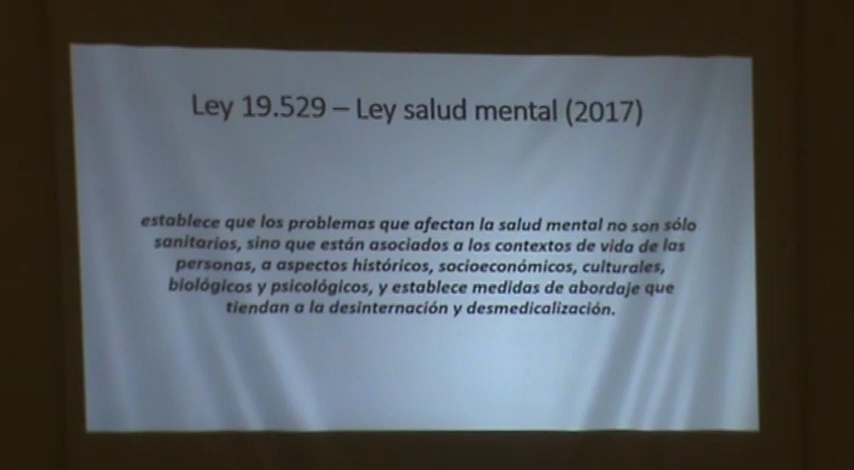 Ley 19.529 – Ley salud mental (2017)
establece que los problemas que afectan la salud mental no son sólo
sanitarios, sino que están asociados a los contextos de vida de las
personas, a aspectos históricos, socioeconómicos, culturales,
biológicos y psicológicos, y establece medidas de abordaje que
tiendan a la desinternación y desmedicalización.